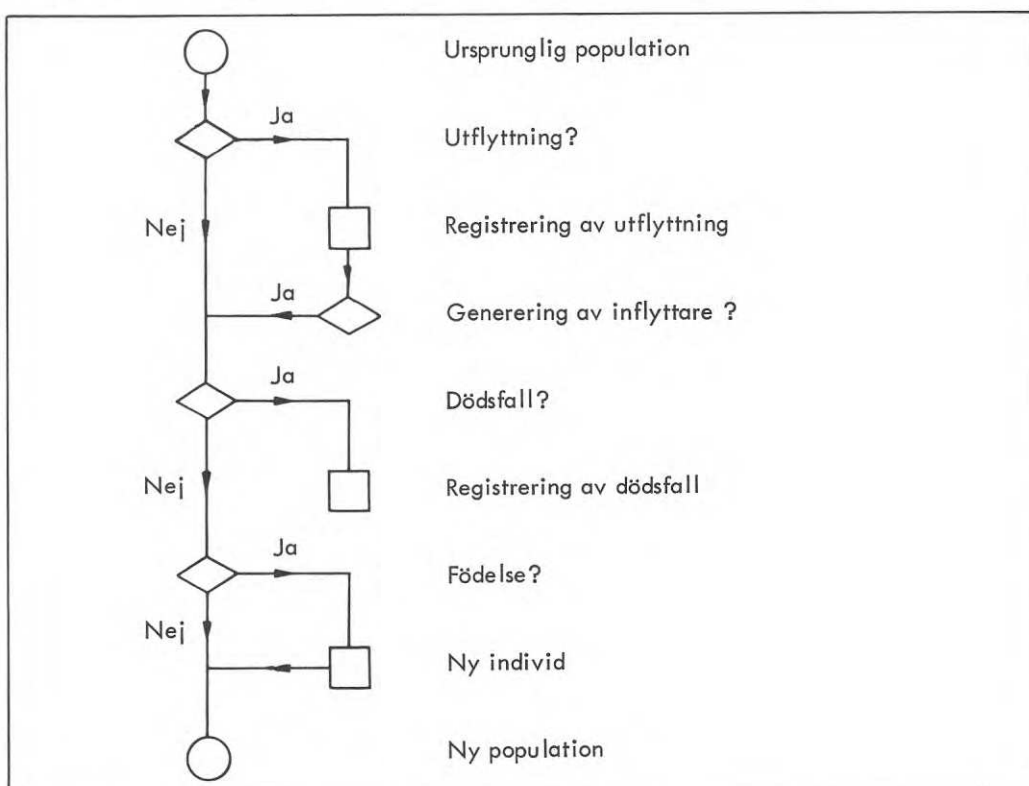 Ursprunglig population
Ja
Utflyttning?
Nej
Registrering av utflyttning
Ja
Generering av inflyttare ?
Ja
Dödsfall?
Nej
Registrering av dödsfall
Ja
Födelse?
Nej
Ny individ
Ny population